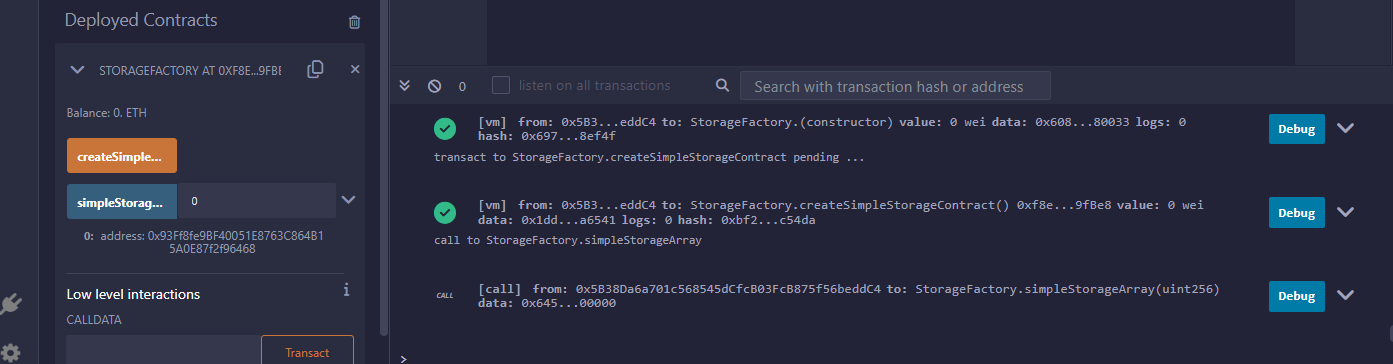 Deployed Contracts
STORAGEFACTORY AT 0XF8E...9FBE
Balance: 0. ETH
createSimple...
simpleStorag...
0
0: address: 0x93Ff8fe9BF40051E8763C864B1
5A0E87f2f96468
Low level interactions
i
CALLDATA
Transact
0
listen on all transactions
Search with transaction hash or address
[vm] from: 0x5B3...eddC4 to: StorageFactory.(constructor) value: 0 wei data: 0x608...80033 logs: 0
hash: 0x697...8ef4f
Debug
transact to StorageFactory.createSimpleStorageContract pending ...
[vm] from: 0x5B3...eddC4 to: StorageFactory.createSimpleStorageContract() 0xf8e...9fBe8 value: 0 wei
data: 0x1dd...a6541 logs: 0 hash: 0xbf2...c54da
Debug
call to StorageFactory.simpleStorageArray
CALL
[call] from: 0x5B38Da6a701c568545dCfcB03FcB875f56beddC4 to: StorageFactory.simpleStorageArray(uint256)
data: 0x645...00000
Debug
>